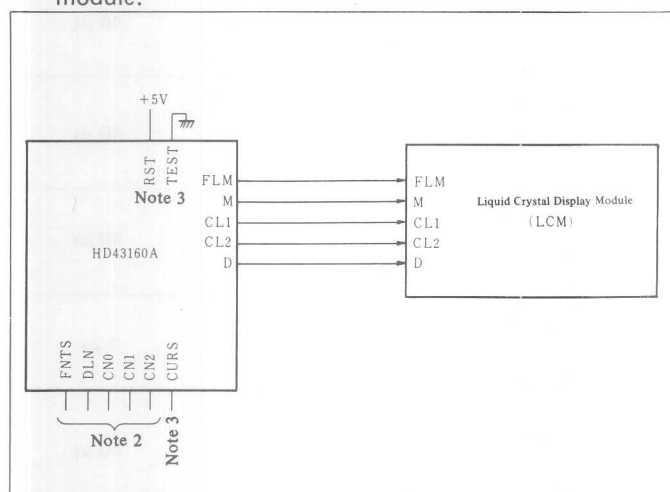 module.
+5V
RST
TEST
Note 3
HD43160A
FLM
M
CL1
CL2
D
FLM
M
CL1
CL2
D
Liquid Crystal Display Module
(LCM)
FNTS
DLN
CN0
CN1
CN2
CURS
Note 2
Note 3